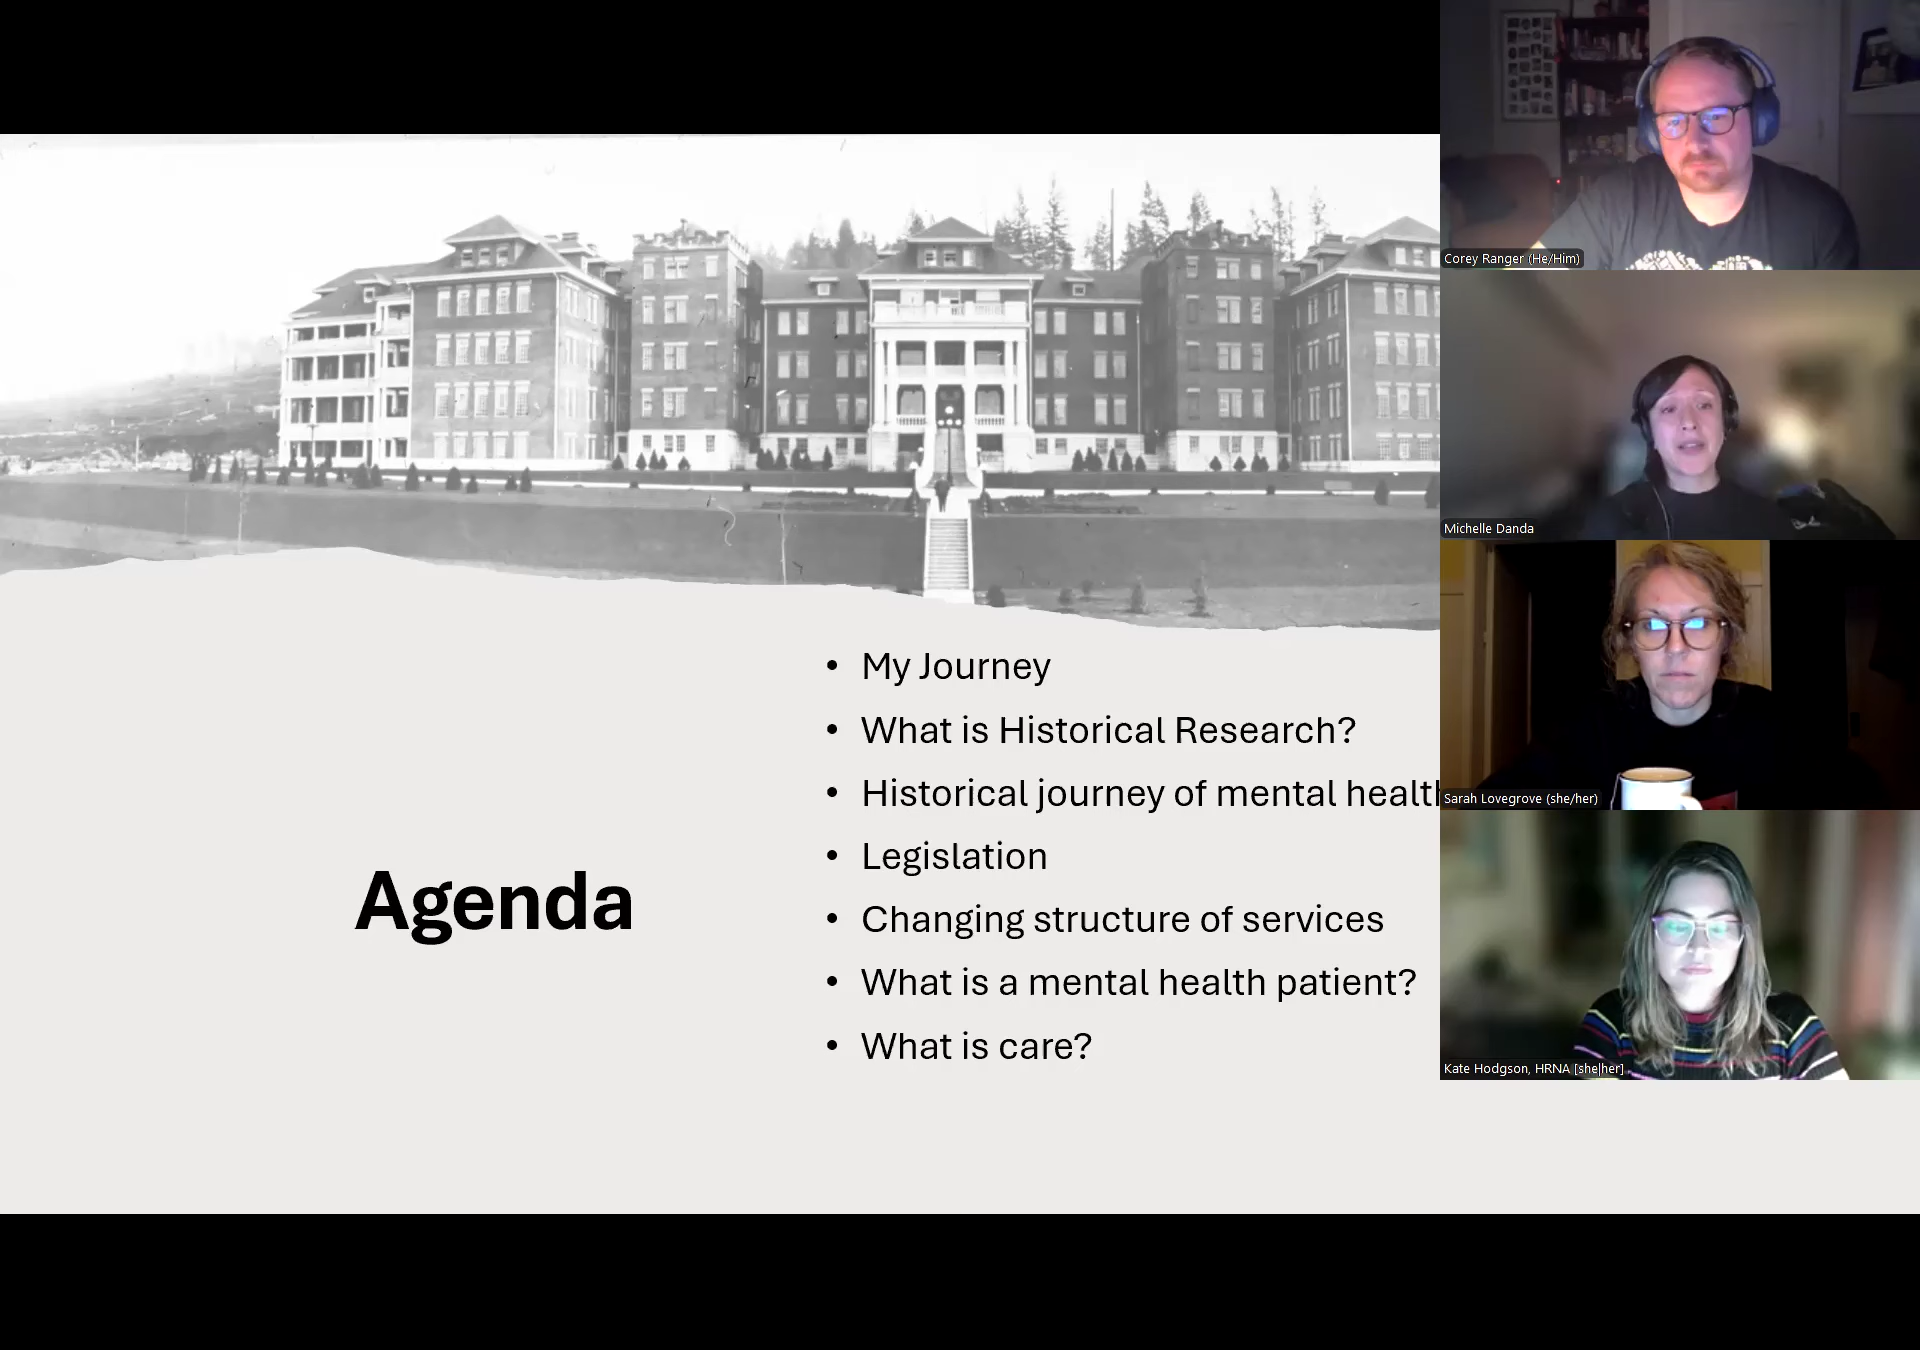 Agenda
• My Journey
• What is Historical Research?
• Historical journey of mental healt
• Legislation
• Changing structure of services
• What is a mental health patient?
• What is care?
Corey Ranger (He/Him)
Michelle Danda
Sarah Lovegrove (she/her)
Kate Hodgson, HRNA [she|her]